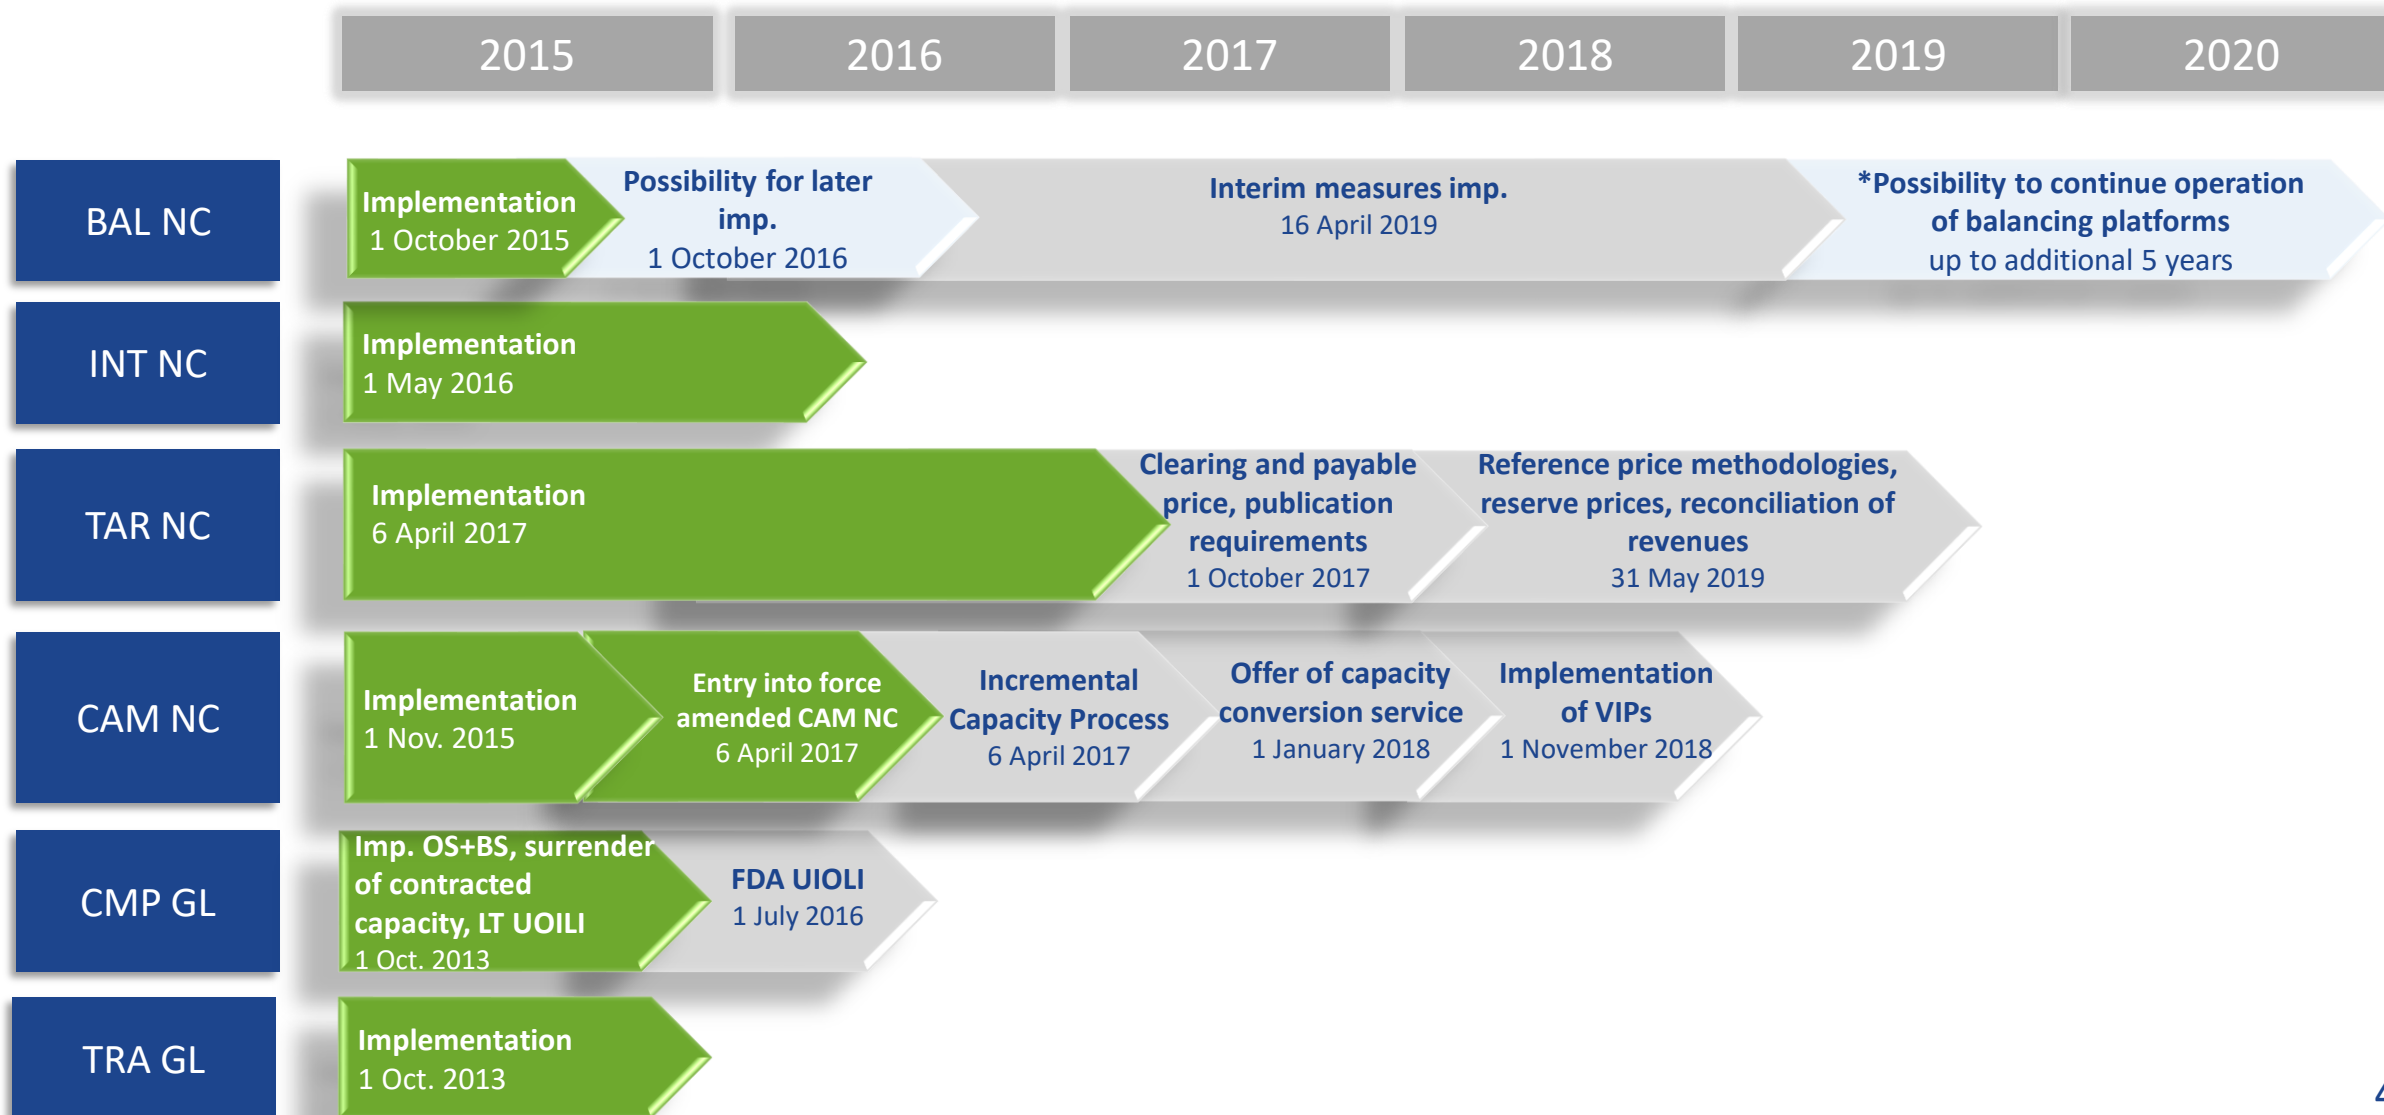 2015
2016
2017
2018
2019
2020
BAL NC
Implementation
1 October 2015
Possibility for later
imp.
1 October 2016
Interim measures imp.
16 April 2019
*Possibility to continue operation
of balancing platforms
up to additional 5 years
INT NC
Implementation
1 May 2016
TAR NC
Implementation
6 April 2017
Clearing and payable
price, publication
requirements
1 October 2017
Reference price methodologies,
reserve prices, reconciliation of
revenues
31 May 2019
CAM NC
Implementation
1 Nov. 2015
Entry into force
amended CAM NC
6 April 2017
Incremental
Capacity Process
6 April 2017
Offer of capacity
conversion service
1 January 2018
Implementation
of VIPs
1 November 2018
CMP GL
Imp. OS+BS, surrender
of contracted
capacity, LT UOILI
1 Oct. 2013
FDA UIOLI
1 July 2016
TRA GL
Implementation
1 Oct. 2013
4